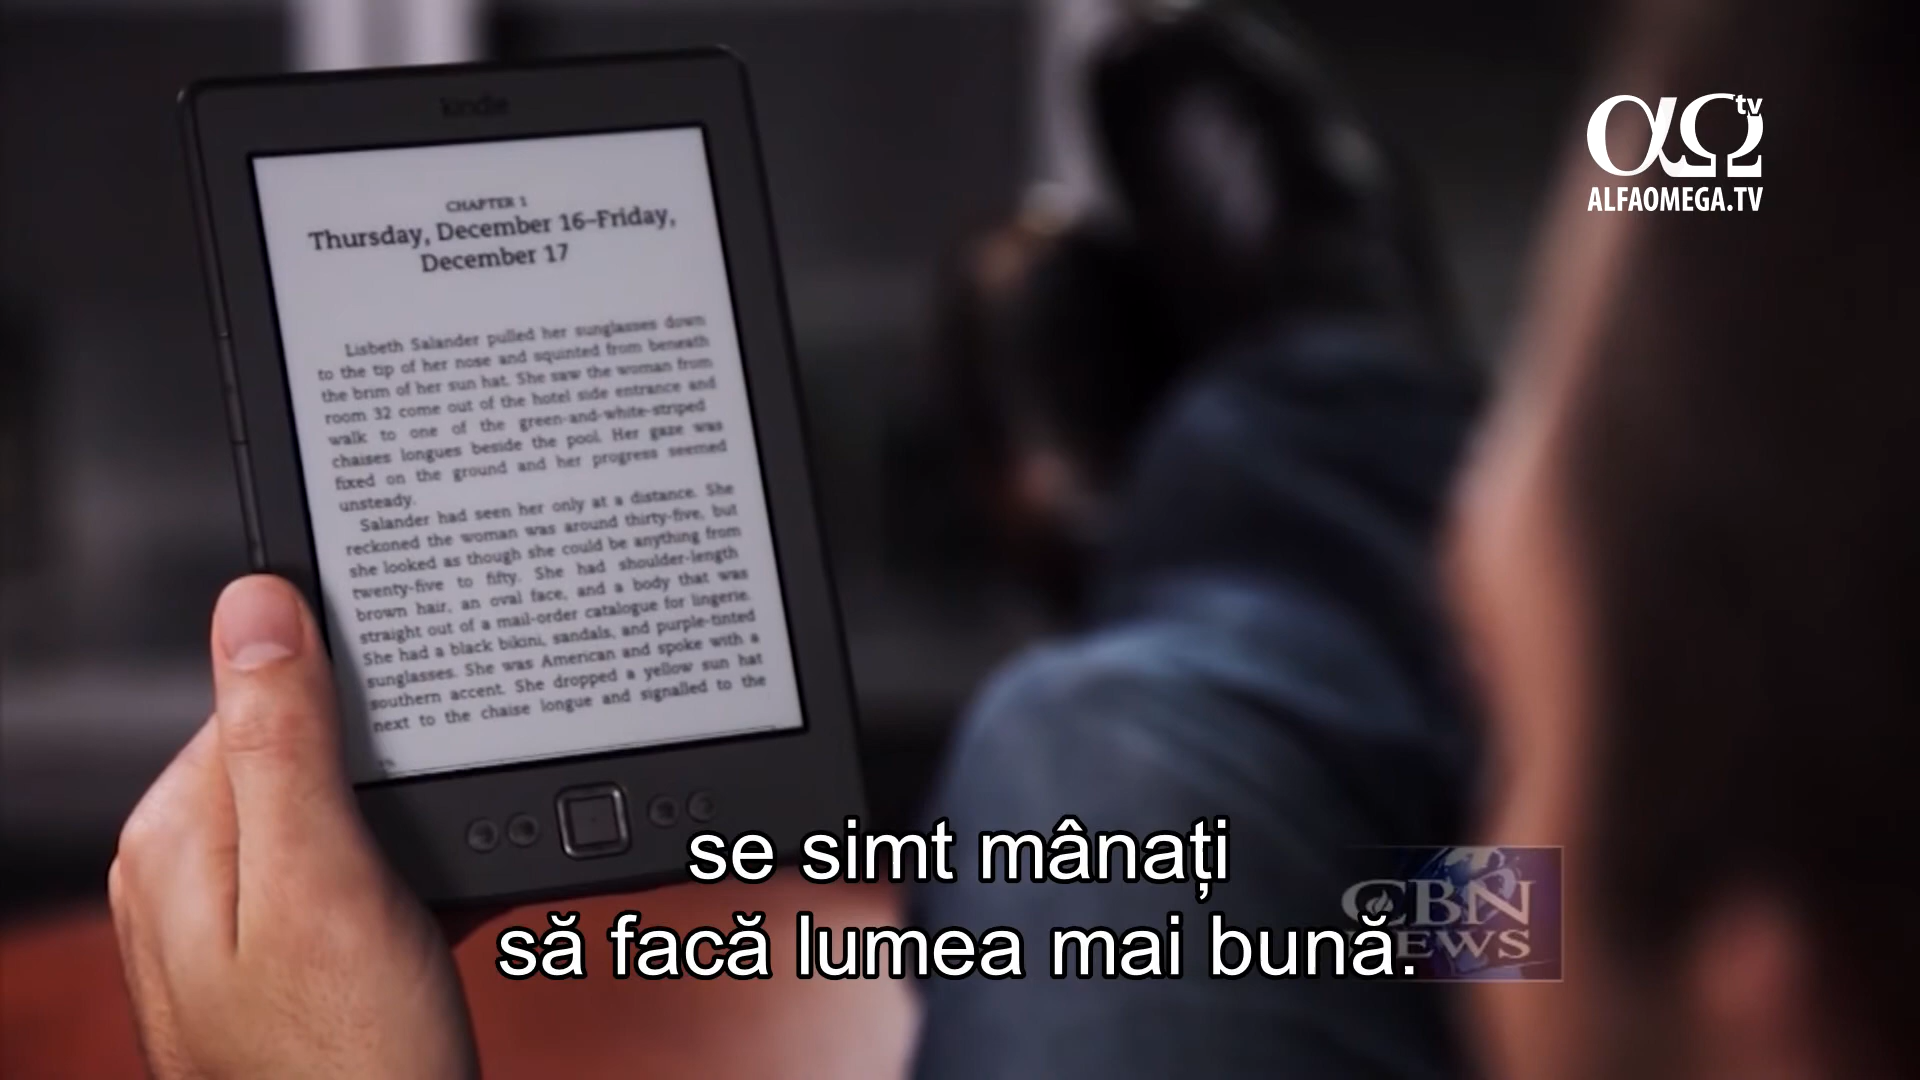 kindle
αΩ tv
ALFAOMEGA.TV
CHAPTER 1
Thursday, December 16–Friday,
December 17
Lisbeth Salander pulled her sunglasses down
to the tip of her nose and squinted from beneath
the brim of her sun hat. She saw the woman from
room 32 come out of the hotel side entrance and
walk to one of the green-and-white-striped
chaises longues beside the pool. Her gaze was
fixed on the ground and her progress seemed
unsteady.
Salander had seen her only at a distance. She
reckoned the woman was around thirty-five, but
she looked as though she could be anything from
twenty-five to fifty. She had shoulder-length
brown hair, an oval face, and a body that was
straight out of a mail-order catalogue for lingerie.
She had a black bikini, sandals, and purple-tinted
sunglasses. She was American and spoke with a
southern accent. She dropped a yellow sun hat
next to the chaise longue and signalled to the
se simt mânați
să facă lumea mai bună.
CBN
NEWS